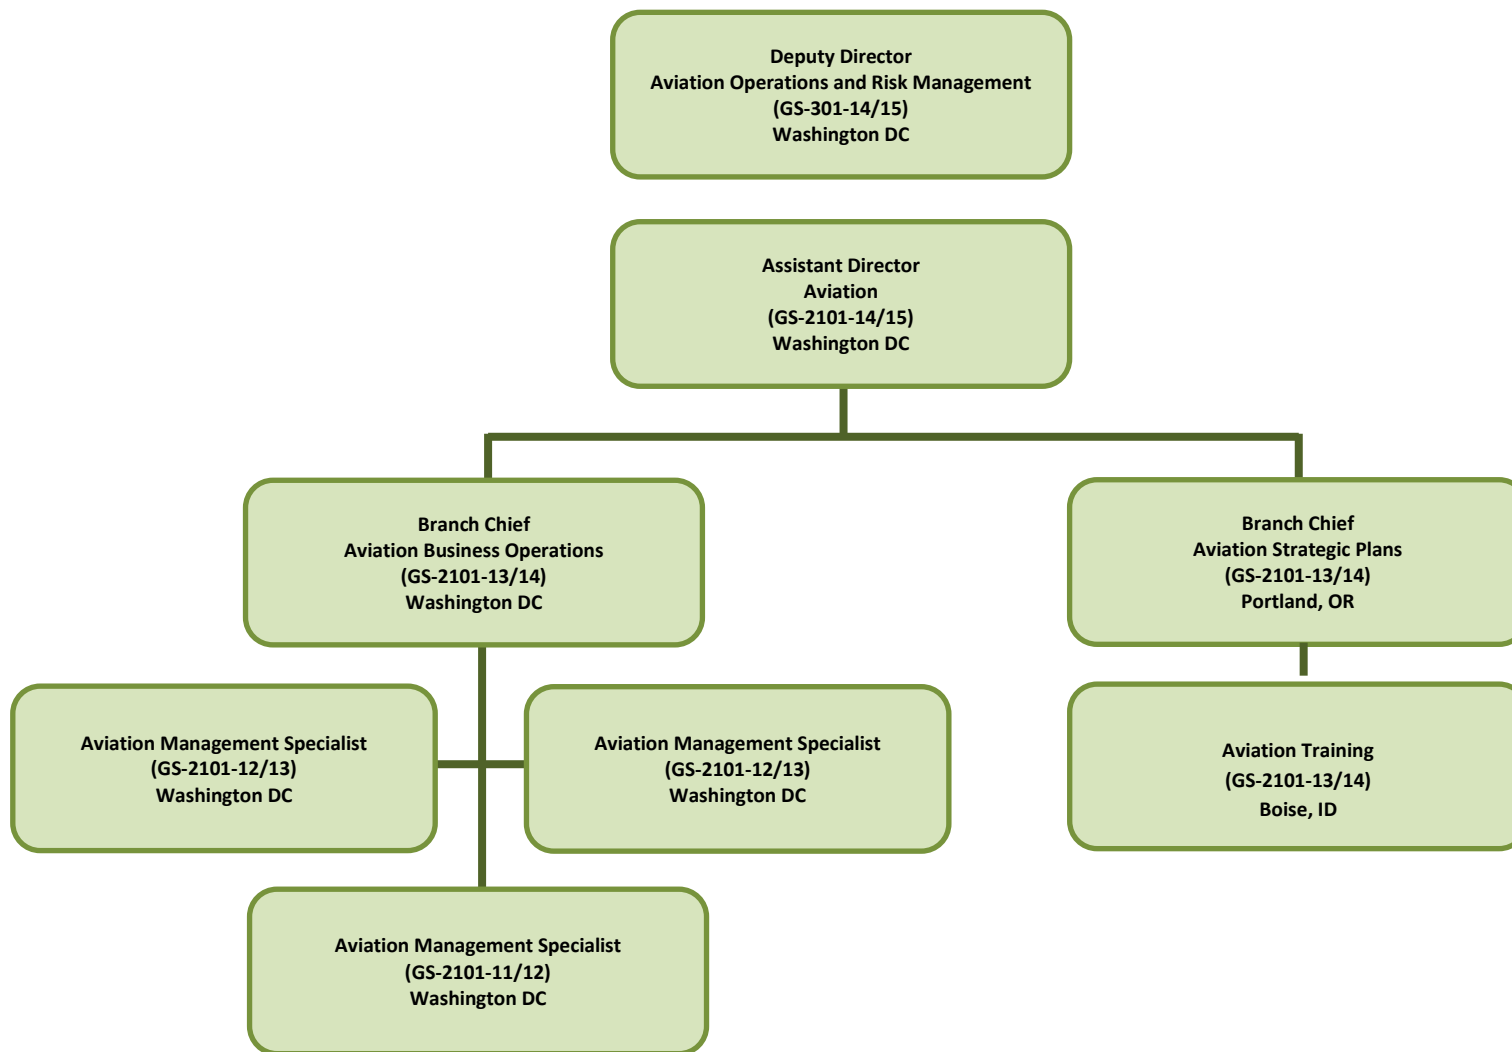 Deputy Director
Aviation Operations and Risk Management
(GS-301-14/15)
Washington DC
Assistant Director
Aviation
(GS-2101-14/15)
Washington DC
Branch Chief
Aviation Business Operations
(GS-2101-13/14)
Washington DC
Branch Chief
Aviation Strategic Plans
(GS-2101-13/14)
Portland, OR
Aviation Management Specialist
(GS-2101-12/13)
Washington DC
Aviation Management Specialist
(GS-2101-12/13)
Washington DC
Aviation Training
(GS-2101-13/14)
Boise, ID
Aviation Management Specialist
(GS-2101-11/12)
Washington DC